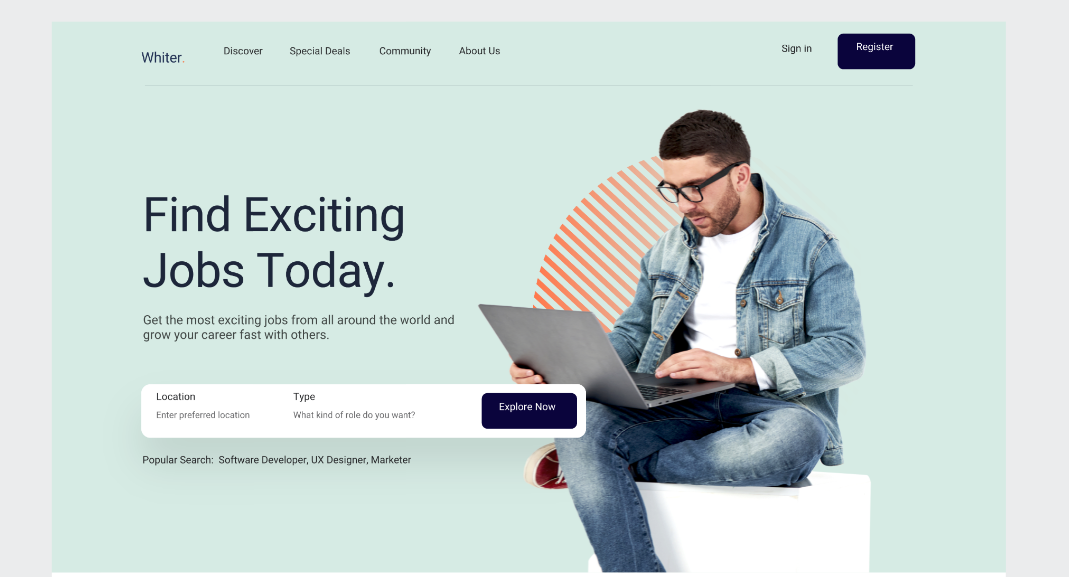 Whiter.
Discover Special Deals Community About Us
Sign in Register
Find Exciting
Jobs Today.
Get the most exciting jobs from all around the world and
grow your career fast with others.
Location Type
Enter preferred location What kind of role do you want?
Explore Now
Popular Search: Software Developer, UX Designer, Marketer